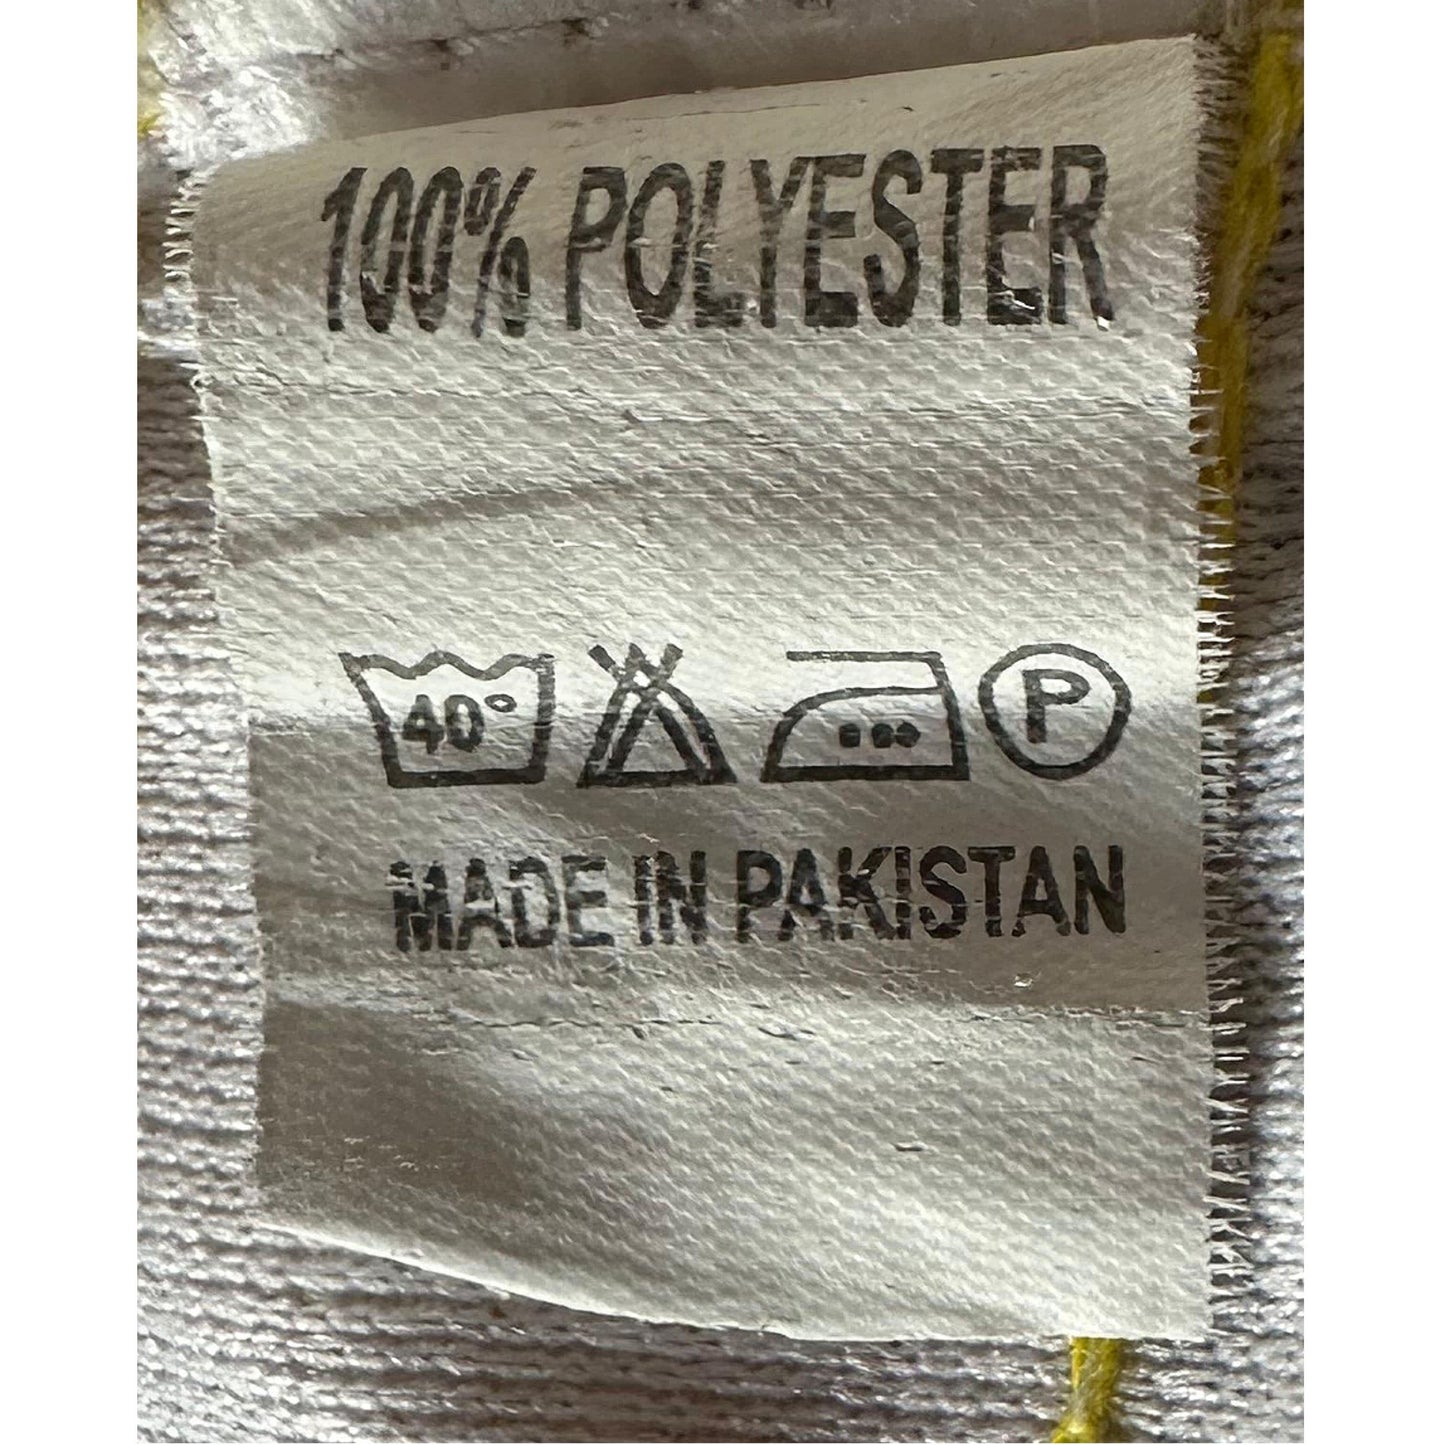 100% POLYESTER
40° P
MADE IN PAKISTAN